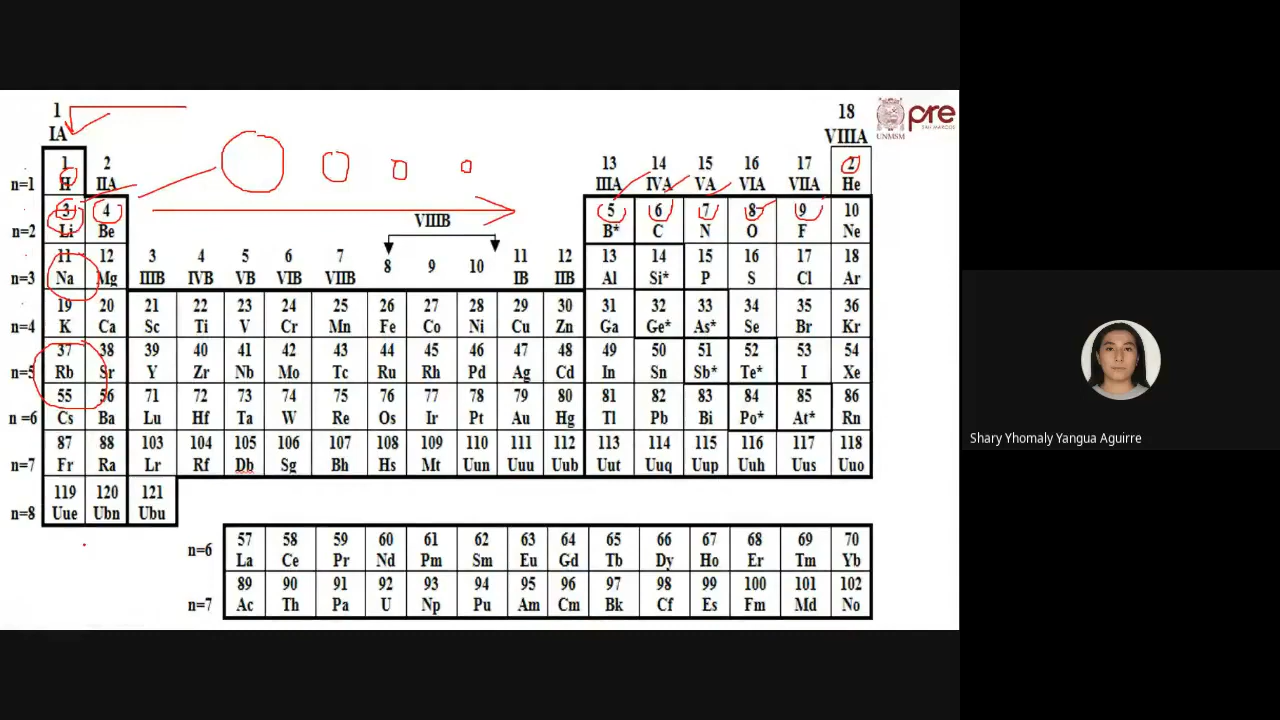 1 18
IA VIIIA
pre
SAN MARCOS
UNMSM
1 2 13 14 15 16 17 2
n=1 H IIA IIIA IVA VA VIA VIIA He
3 4 5 6 7 8 9 10
n=2 Li Be VIIIB B* C N O F Ne
11 12 3 4 5 6 7 8 9 10 11 12 13 14 15 16 17 18
n=3 Na Mg IIIB IVB VB VIB VIIB IB IIB Al Si* P S Cl Ar
19 20 21 22 23 24 25 26 27 28 29 30 31 32 33 34 35 36
n=4 K Ca Sc Ti V Cr Mn Fe Co Ni Cu Zn Ga Ge* As* Se Br Kr
37 38 39 40 41 42 43 44 45 46 47 48 49 50 51 52 53 54
n=5 Rb Sr Y Zr Nb Mo Tc Ru Rh Pd Ag Cd In Sn Sb* Te* I Xe
55 56 71 72 73 74 75 76 77 78 79 80 81 82 83 84 85 86
n =6 Cs Ba Lu Hf Ta W Re Os Ir Pt Au Hg Tl Pb Bi Po* At* Rn
87 88 103 104 105 106 107 108 109 110 111 112 113 114 115 116 117 118
n=7 Fr Ra Lr Rf Db Sg Bh Hs Mt Uun Uuu Uub Uut Uuq Uup Uuh Uus Uuo
119 120 121
n=8 Uue Ubn Ubu
57 58 59 60 61 62 63 64 65 66 67 68 69 70
n=6 La Ce Pr Nd Pm Sm Eu Gd Tb Dy Ho Er Tm Yb
89 90 91 92 93 94 95 96 97 98 99 100 101 102
n=7 Ac Th Pa U Np Pu Am Cm Bk Cf Es Fm Md No
Shary Yhomaly Yangua Aguirre